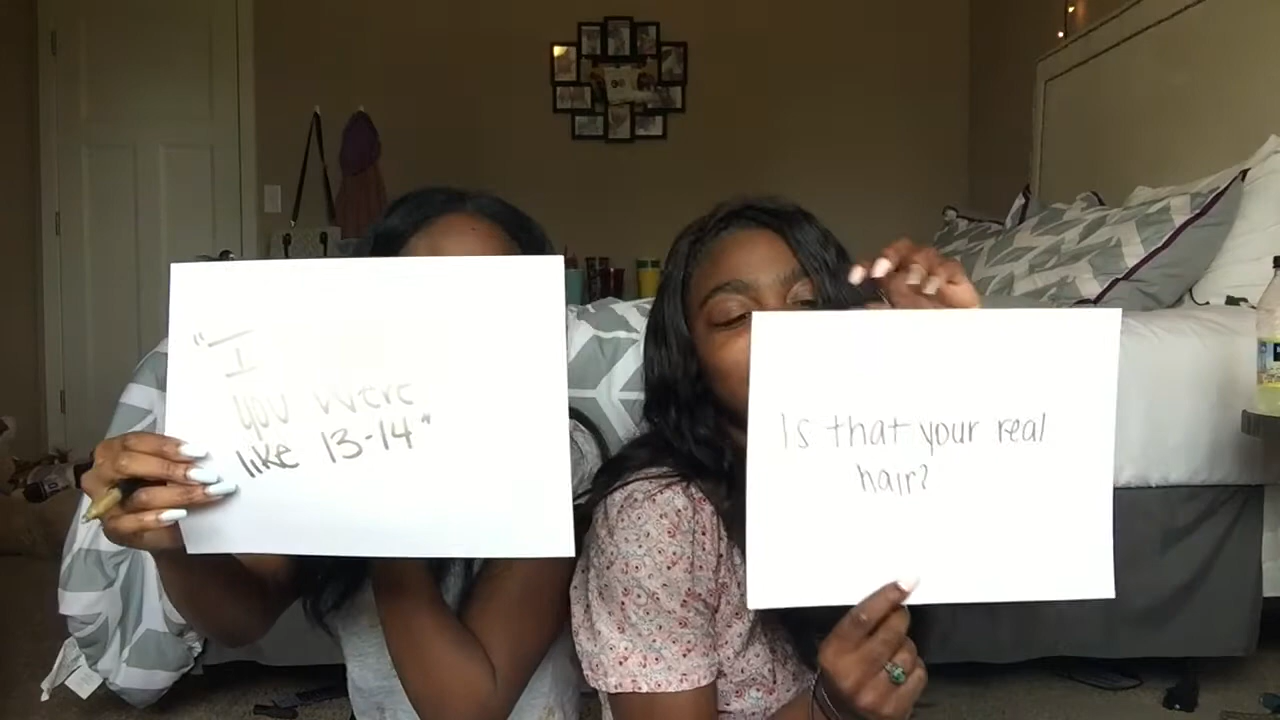 "I
you were
like 13-14"
Is that your real
hair?